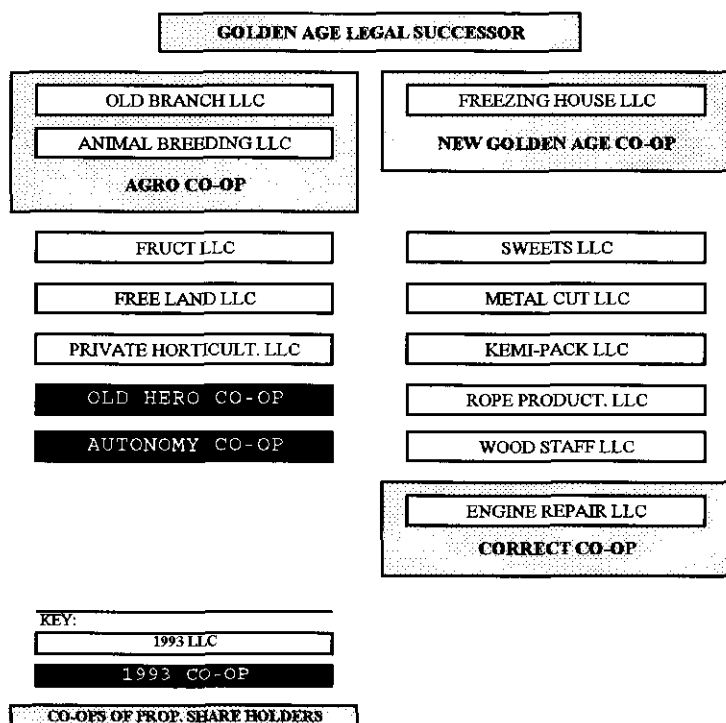 GOLDEN AGE LEGAL SUCCESSOR
OLD BRANCH LLC
ANIMAL BREEDING LLC
AGRO CO-OP
FRUCT LLC
FREE LAND LLC
PRIVATE HORTICULT. LLC
OLD HERO CO-OP
AUTONOMY CO-OP
FREEZING HOUSE LLC
NEW GOLDEN AGE CO-OP
SWEETS LLC
METAL CUT LLC
KEMI-PACK LLC
ROPE PRODUCT. LLC
WOOD STAFF LLC
ENGINE REPAIR LLC
CORRECT CO-OP
KEY:
1993 LLC
1993 CO-OP
CO-OPS OF PROP. SHARE HOLDERS